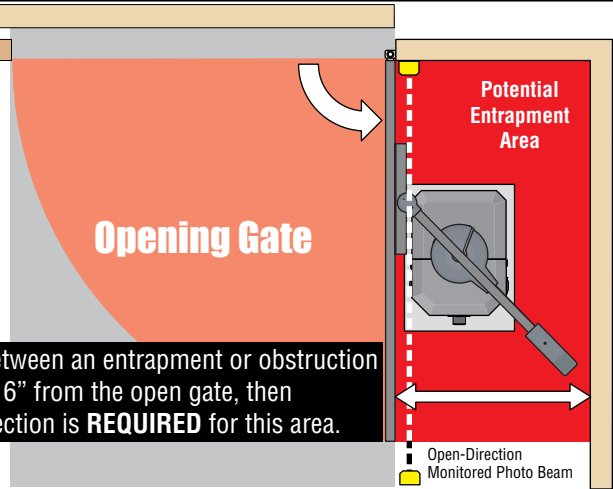 Potential
Entrapment
Area
Opening Gate
etween an entrapment or obstruction
6” from the open gate, then
ection is REQUIRED for this area.
Open-Direction
Monitored Photo Beam